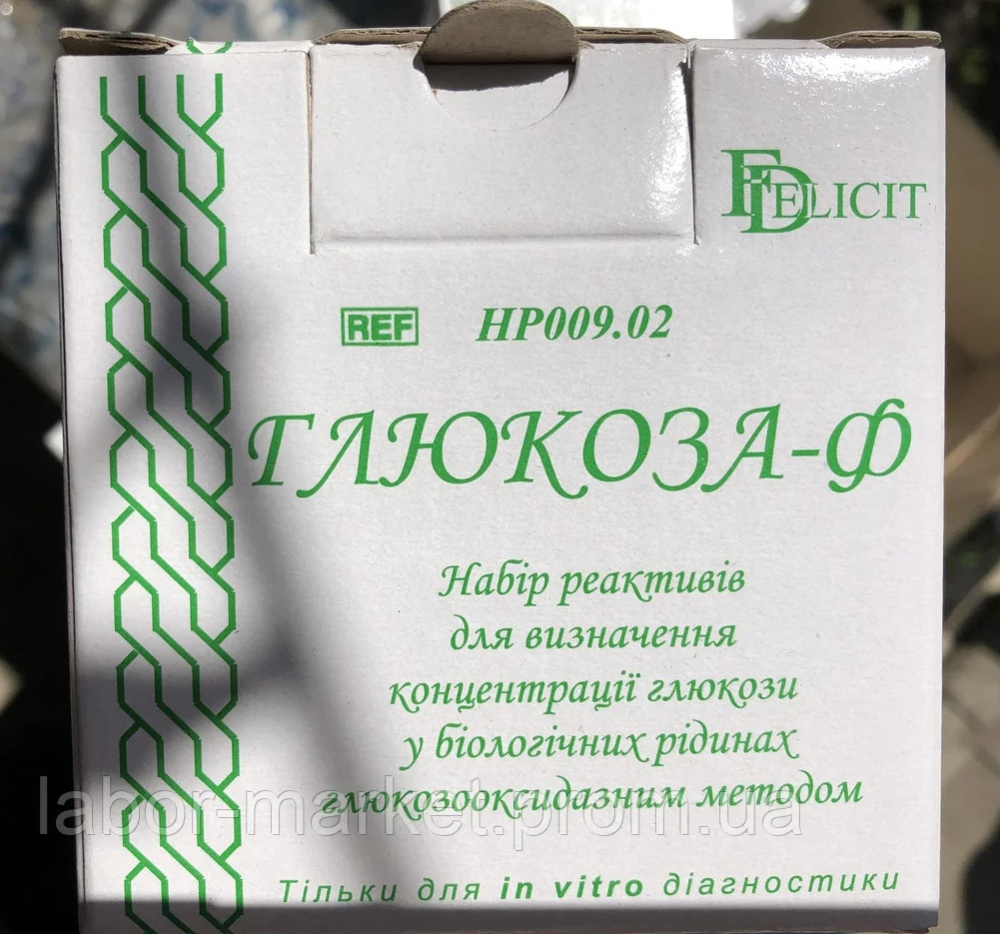 FELICIT
REF HP009.02
ГЛЮКОЗА-Ф
Набір реактивів
для визначення
концентрації глюкози
у біологічних рідинах
глюкозооксидазним методом
labor-market.prom.ua
Тільки для in vitro діагностики